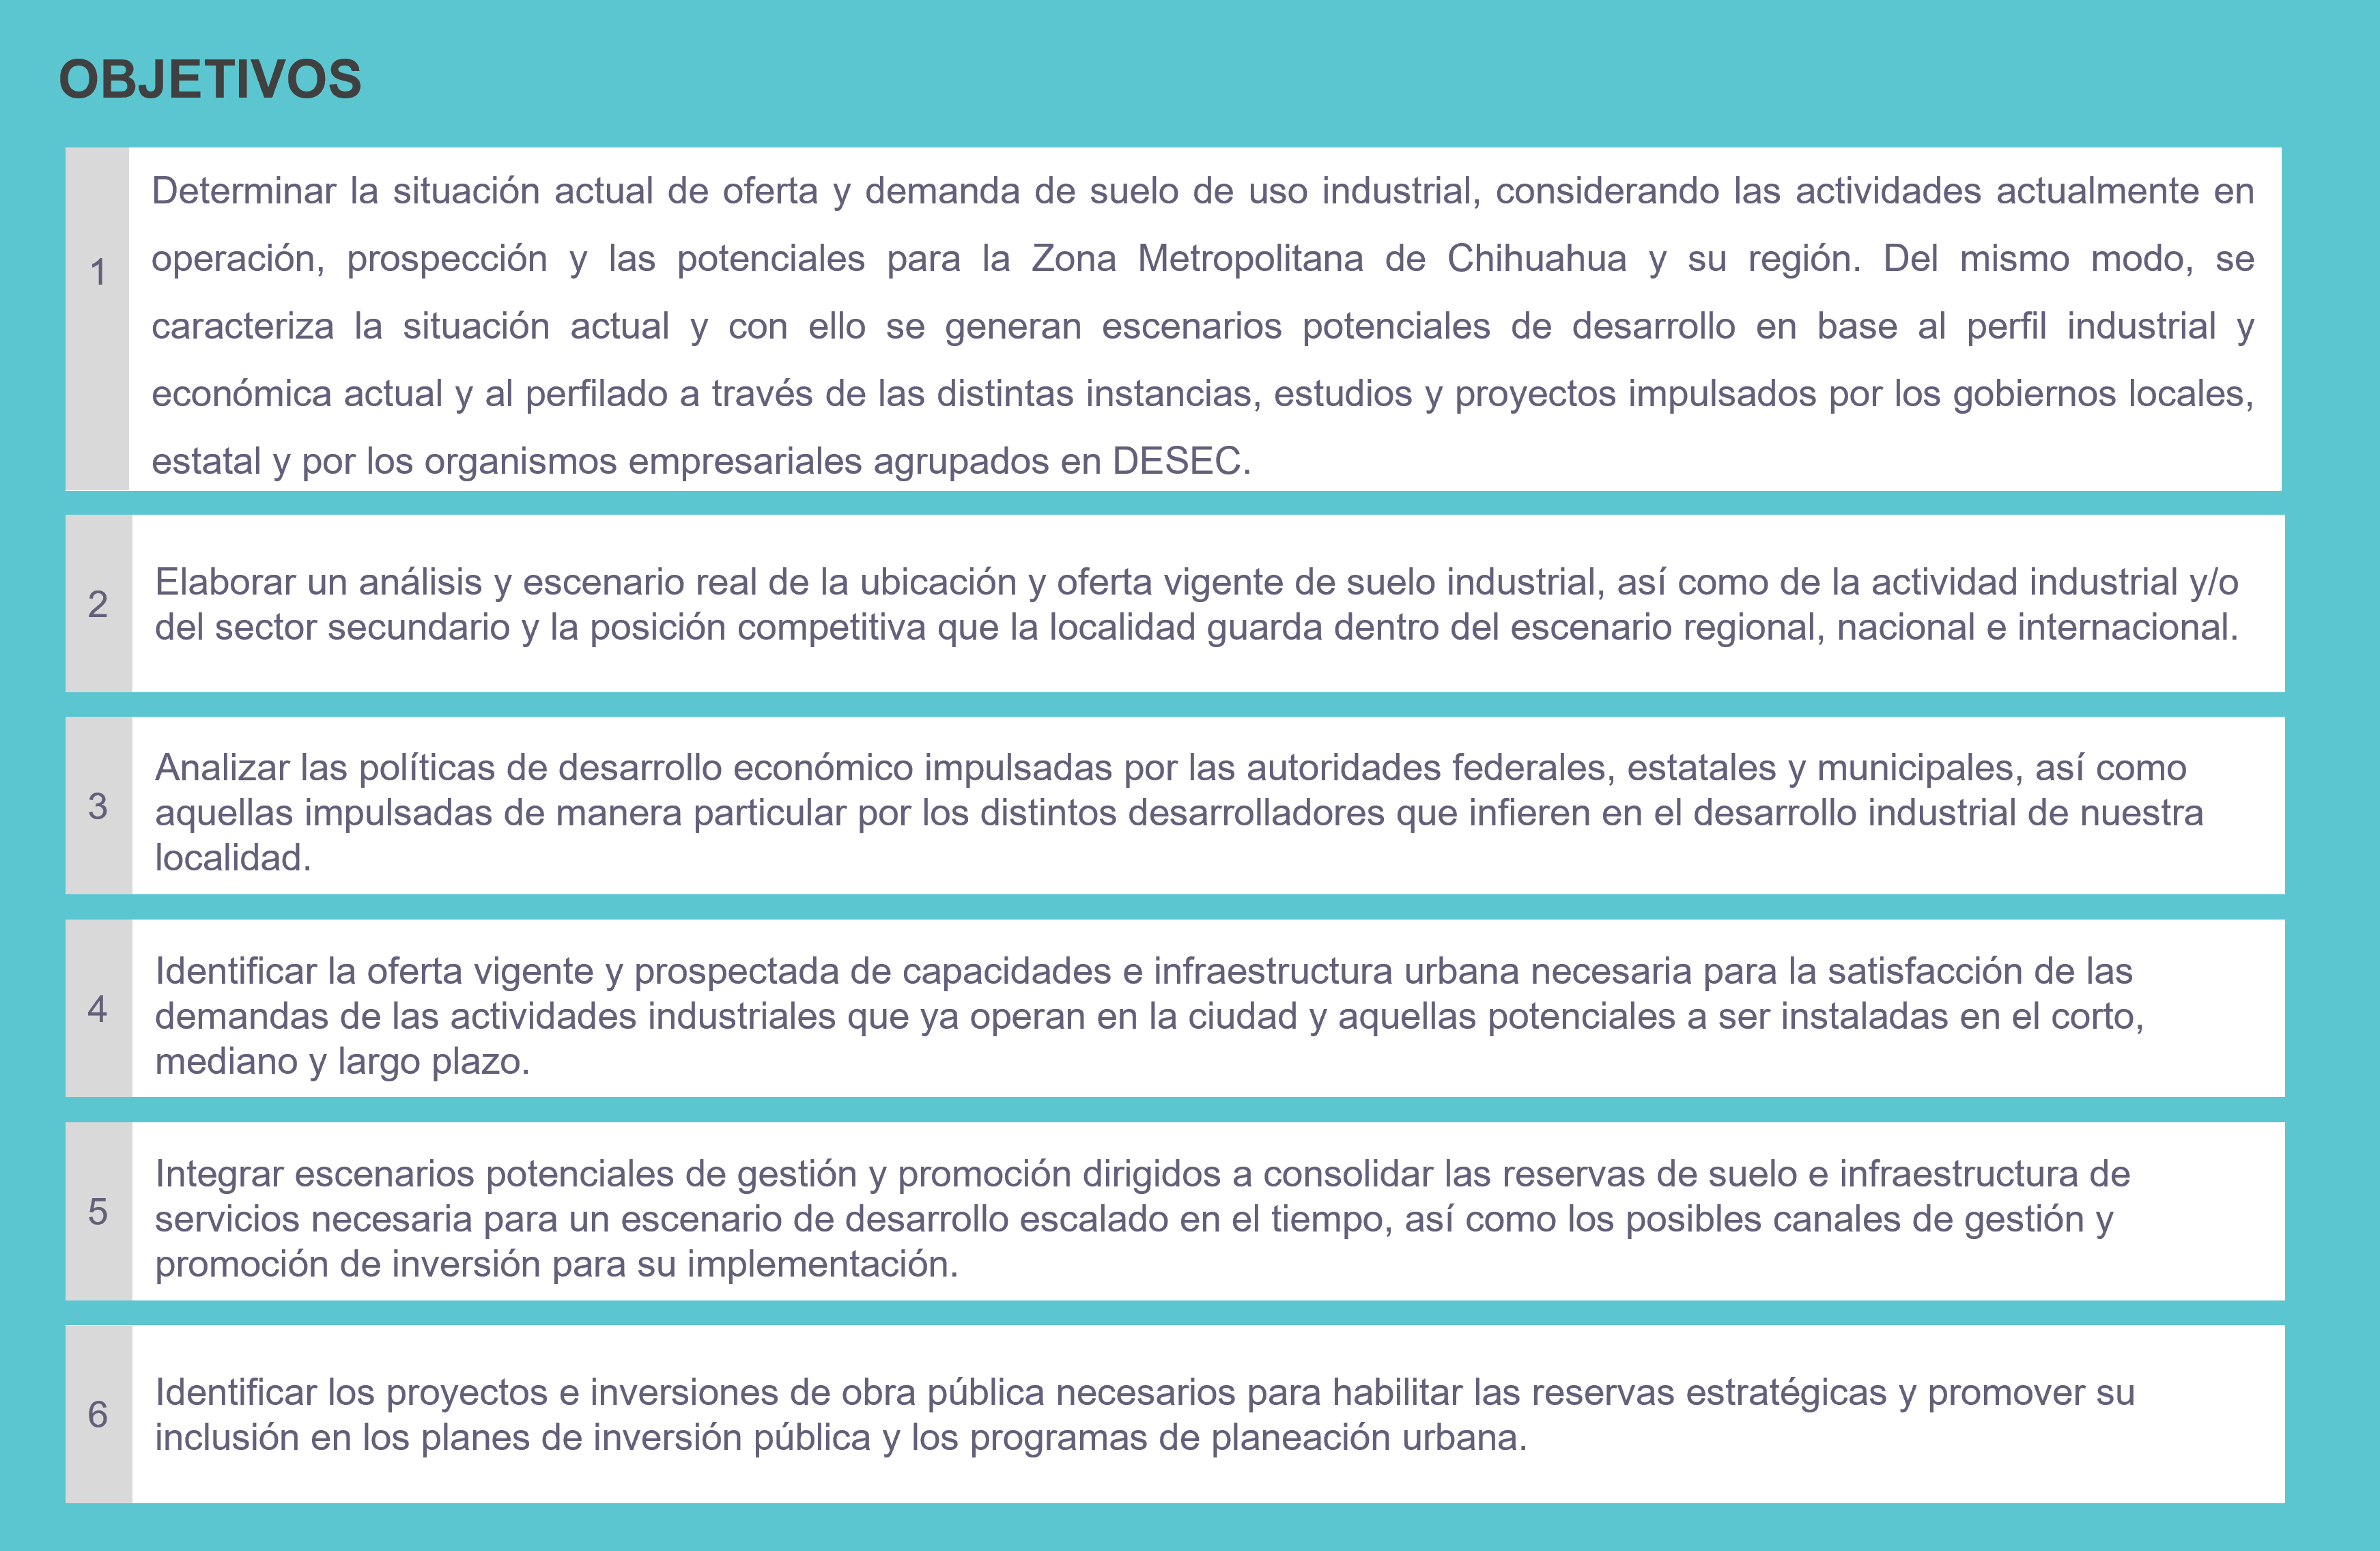 OBJETIVOS
1
Determinar la situación actual de oferta y demanda de suelo de uso industrial, considerando las actividades actualmente en
operación, prospección y las potenciales para la Zona Metropolitana de Chihuahua y su región. Del mismo modo, se
caracteriza la situación actual y con ello se generan escenarios potenciales de desarrollo en base al perfil industrial y
económica actual y al perfilado a través de las distintas instancias, estudios y proyectos impulsados por los gobiernos locales,
estatal y por los organismos empresariales agrupados en DESEC.
2
Elaborar un análisis y escenario real de la ubicación y oferta vigente de suelo industrial, así como de la actividad industrial y/o
del sector secundario y la posición competitiva que la localidad guarda dentro del escenario regional, nacional e internacional.
3
Analizar las políticas de desarrollo económico impulsadas por las autoridades federales, estatales y municipales, así como
aquellas impulsadas de manera particular por los distintos desarrolladores que infieren en el desarrollo industrial de nuestra
localidad.
4
Identificar la oferta vigente y prospectada de capacidades e infraestructura urbana necesaria para la satisfacción de las
demandas de las actividades industriales que ya operan en la ciudad y aquellas potenciales a ser instaladas en el corto,
mediano y largo plazo.
5
Integrar escenarios potenciales de gestión y promoción dirigidos a consolidar las reservas de suelo e infraestructura de
servicios necesaria para un escenario de desarrollo escalado en el tiempo, así como los posibles canales de gestión y
promoción de inversión para su implementación.
6
Identificar los proyectos e inversiones de obra pública necesarios para habilitar las reservas estratégicas y promover su
inclusión en los planes de inversión pública y los programas de planeación urbana.